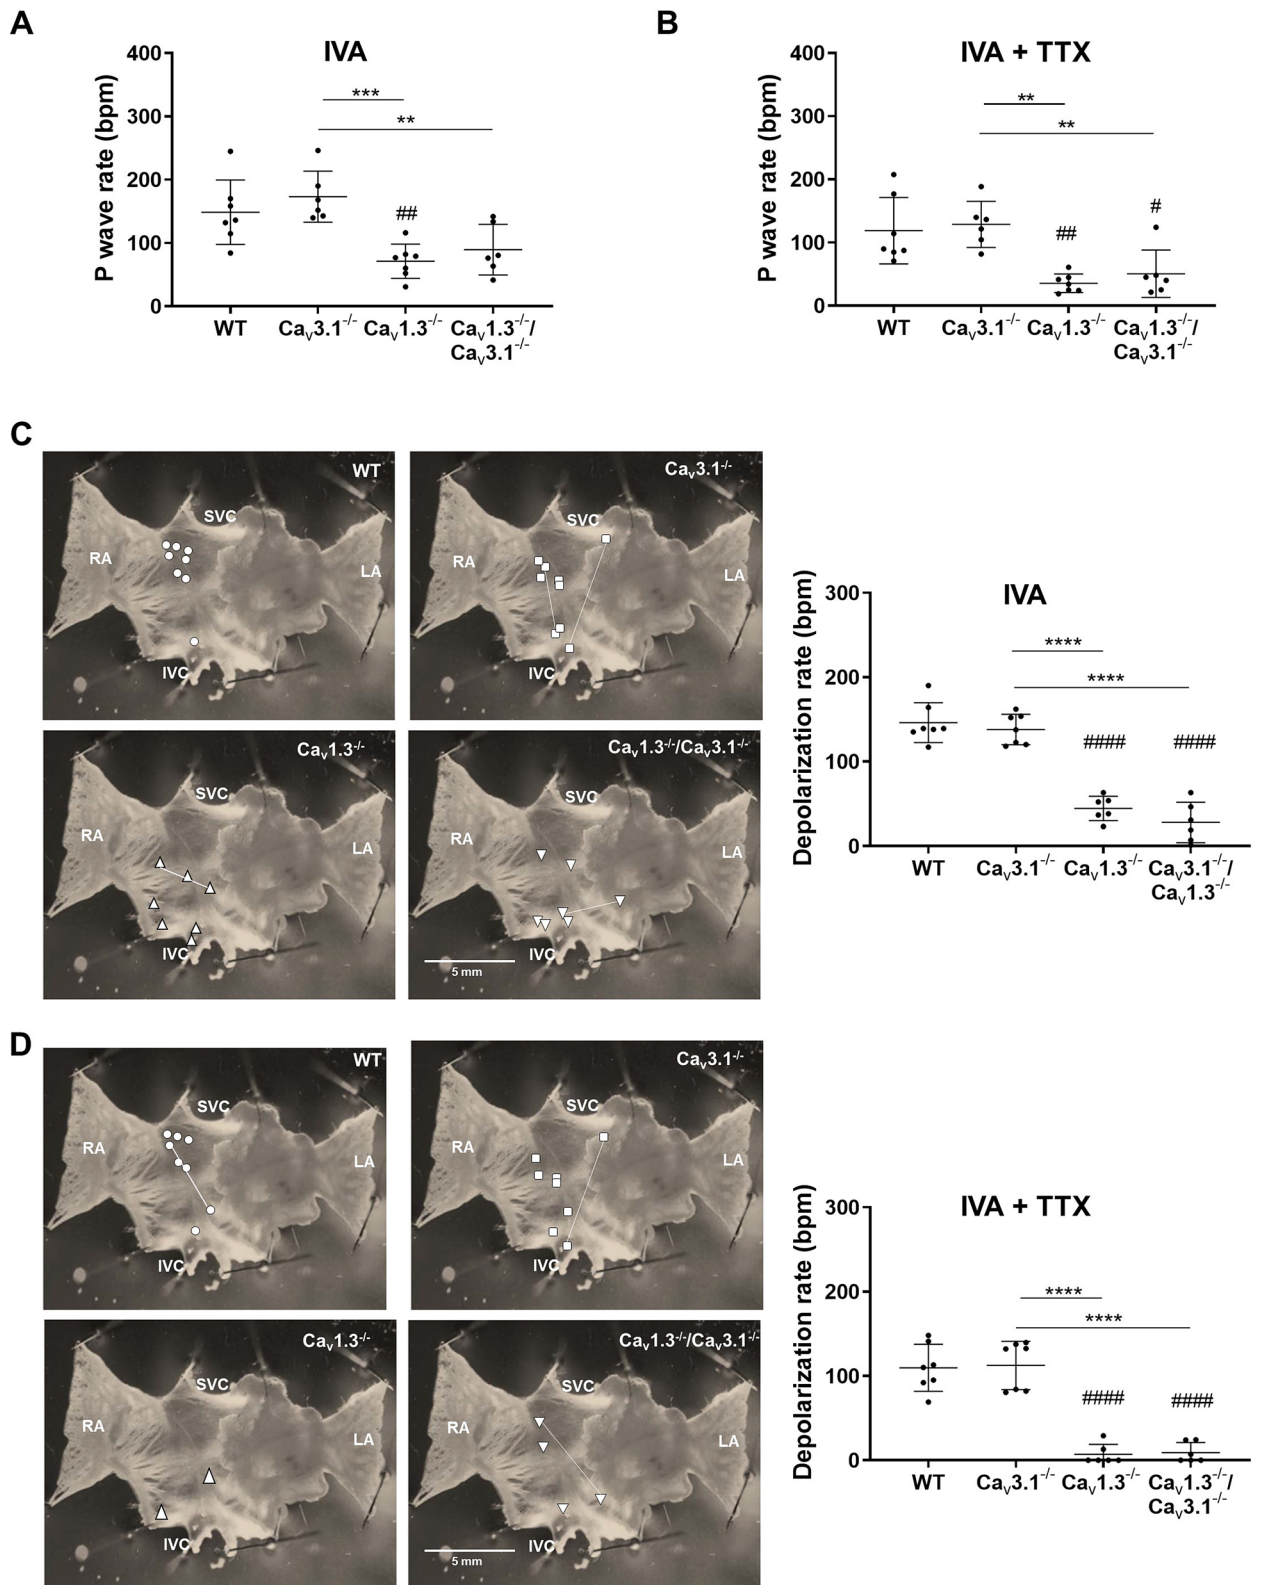 A
IVA
P wave rate (bpm)
400
300
200
100
0
***
**
##
WT
Caᵥ3.1⁻/⁻
Caᵥ1.3⁻/⁻
Caᵥ1.3⁻/⁻/
Caᵥ3.1⁻/⁻
B
IVA + TTX
P wave rate (bpm)
400
300
200
100
0
**
**
##
#
WT
Caᵥ3.1⁻/⁻
Caᵥ1.3⁻/⁻
Caᵥ1.3⁻/⁻/
Caᵥ3.1⁻/⁻
C
WT
SVC
RA
LA
IVC
Caᵥ3.1⁻/⁻
SVC
RA
LA
IVC
Caᵥ1.3⁻/⁻
SVC
RA
LA
IVC
Caᵥ1.3⁻/⁻/Caᵥ3.1⁻/⁻
SVC
RA
LA
IVC
5 mm
IVA
Depolarization rate (bpm)
300
200
100
0
****
****
####
####
WT
Caᵥ3.1⁻/⁻
Caᵥ1.3⁻/⁻
Caᵥ3.1⁻/⁻/
Caᵥ1.3⁻/⁻
D
WT
SVC
RA
LA
IVC
Caᵥ3.1⁻/⁻
SVC
RA
LA
IVC
Caᵥ1.3⁻/⁻
SVC
RA
LA
IVC
Caᵥ1.3⁻/⁻/Caᵥ3.1⁻/⁻
SVC
RA
LA
IVC
5 mm
IVA + TTX
Depolarization rate (bpm)
300
200
100
0
****
****
####
####
WT
Caᵥ3.1⁻/⁻
Caᵥ1.3⁻/⁻
Caᵥ1.3⁻/⁻/
Caᵥ3.1⁻/⁻